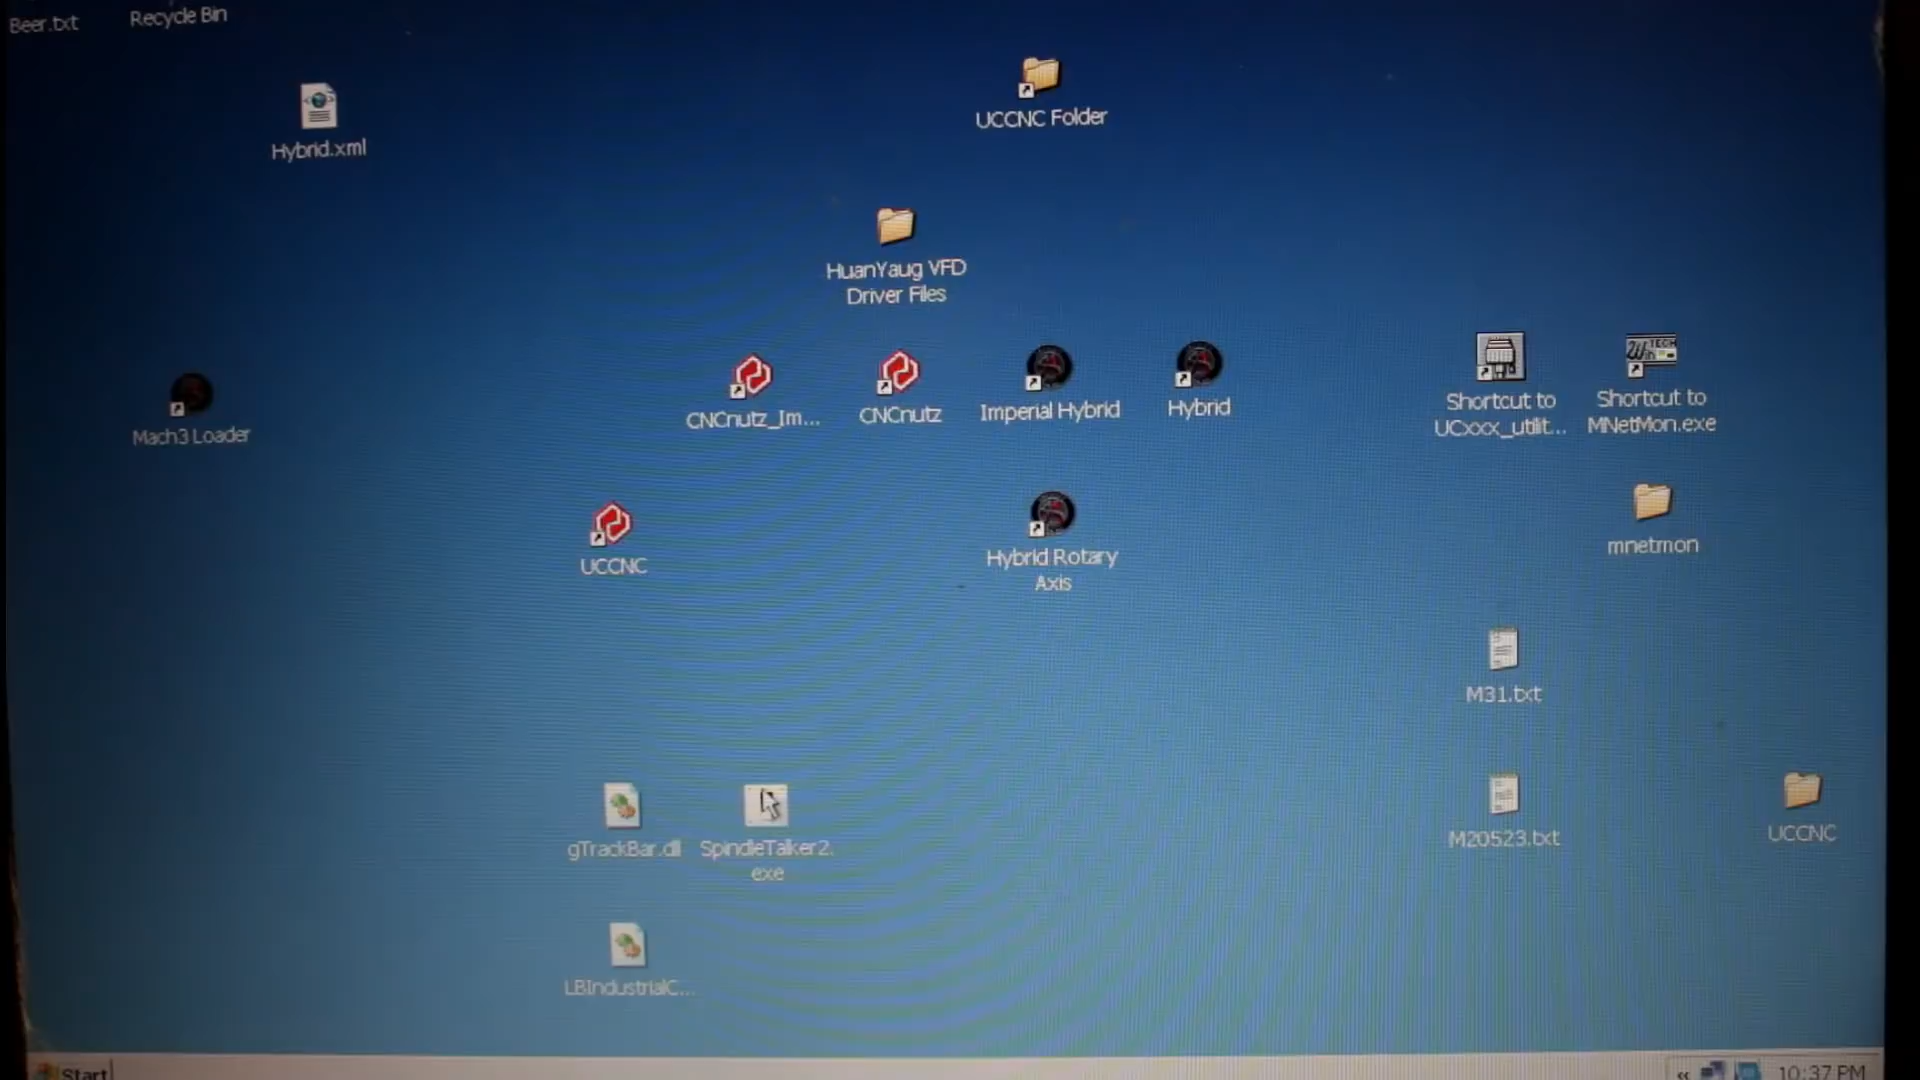 Beer.txt
Recycle Bin
UCCNC Folder
Hybrid.xml
HuanYaug VFD
Driver Files
Mach3 Loader
CNCnutz_Im...
CNCnutz
Imperial Hybrid
Hybrid
Shortcut to
UCxxx_utilit...
Shortcut to
MNetMon.exe
UCCNC
Hybrid Rotary
Axis
mnetmon
M31.txt
gTrackBar.dll
SpindleTalker2.
exe
M20523.txt
UCCNC
LBIndustrialC...
Start
« 10:37 PM